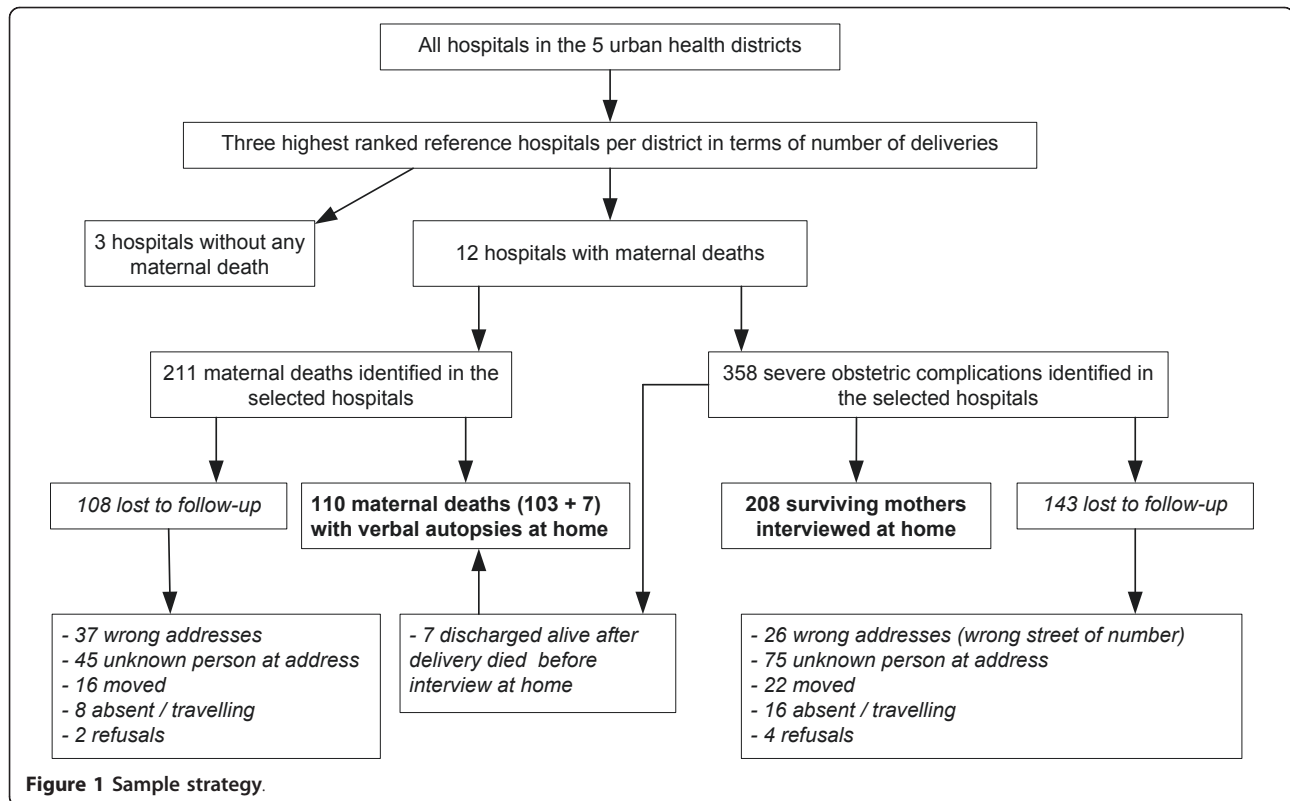 All hospitals in the 5 urban health districts
Three highest ranked reference hospitals per district in terms of number of deliveries
3 hospitals without any
maternal death
12 hospitals with maternal deaths
211 maternal deaths identified in the
selected hospitals
358 severe obstetric complications identified in
the selected hospitals
108 lost to follow-up
110 maternal deaths (103 + 7)
with verbal autopsies at home
208 surviving mothers
interviewed at home
143 lost to follow-up
- 37 wrong addresses
- 45 unknown person at address
- 16 moved
- 8 absent / travelling
- 2 refusals
- 7 discharged alive after
delivery died before
interview at home
- 26 wrong addresses (wrong street of number)
- 75 unknown person at address
- 22 moved
- 16 absent / travelling
- 4 refusals
Figure 1 Sample strategy.